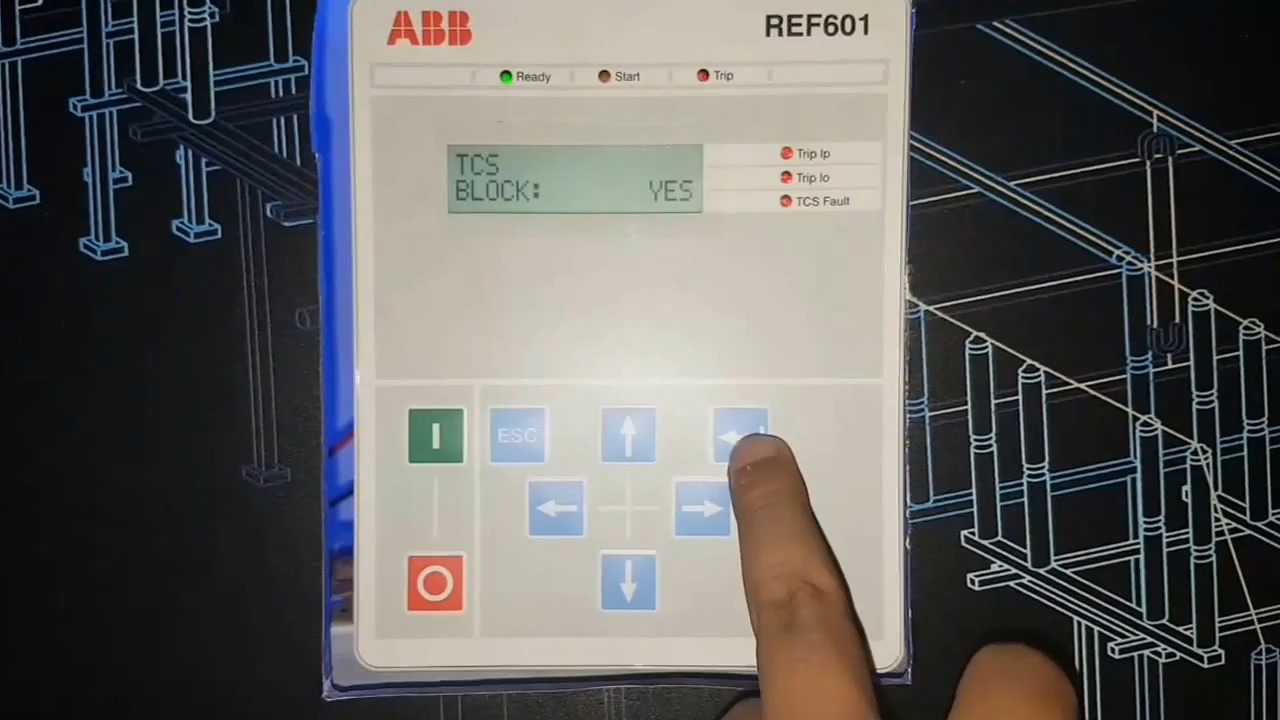 ABB
REF601
Ready
Start
Trip
TCS
BLOCK: YES
Trip Ip
Trip Io
TCS Fault
I
ESC
O